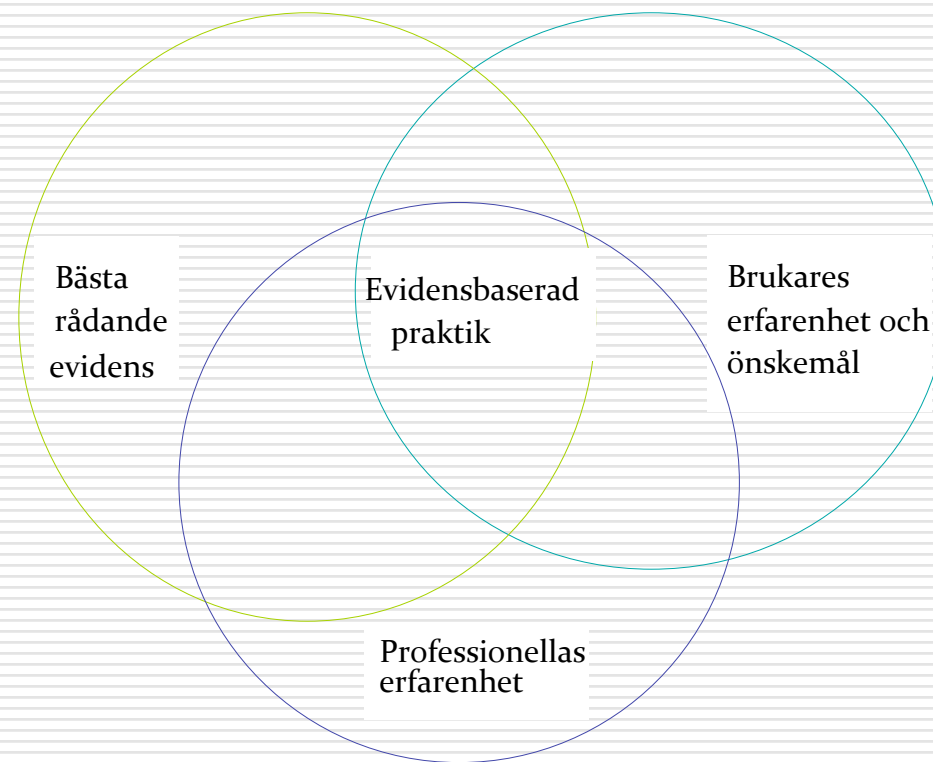 Bästa
rådande
evidens
Evidensbaserad
praktik
Brukares
erfarenhet och
önskemål
Professionellas
erfarenhet